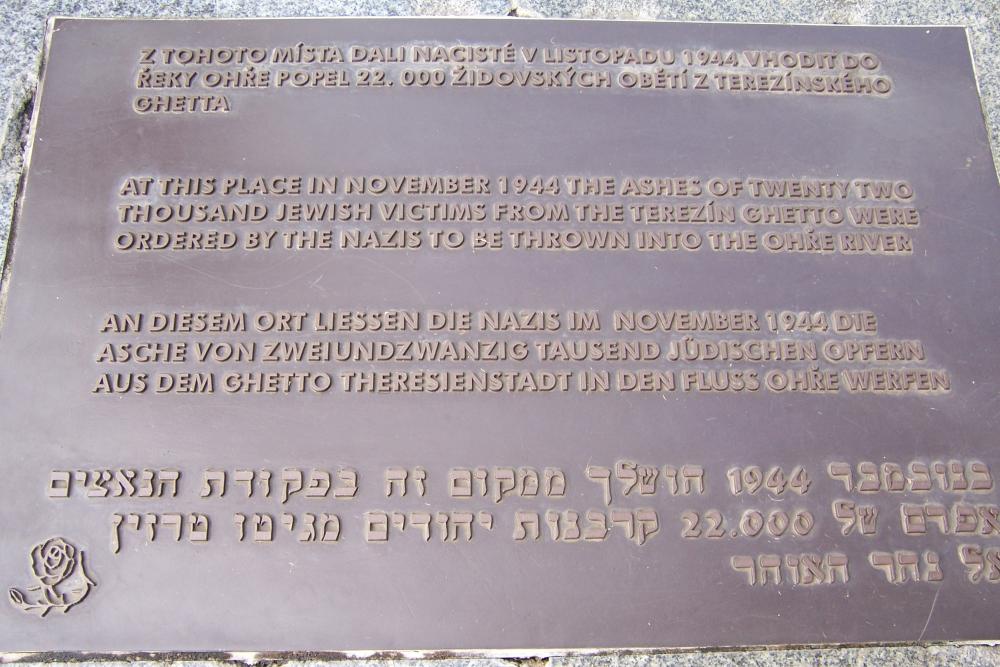 Z TOHOTO MÍSTA DALI NACISTÉ V LISTOPADU 1944 VHODIT DO
ŘEKY OHŘE POPEL 22. 000 ŽIDOVSKÝCH OBĚTÍ Z TEREZÍNSKÉHO
GHETTA
AT THIS PLACE IN NOVEMBER 1944 THE ASHES OF TWENTY TWO
THOUSAND JEWISH VICTIMS FROM THE TEREZÍN GHETTO WERE
ORDERED BY THE NAZIS TO BE THROWN INTO THE OHŘE RIVER
AN DIESEM ORT LIESSEN DIE NAZIS IM NOVEMBER 1944 DIE
ASCHE VON ZWEIUNDZWANZIG TAUSEND JŰDISCHEN OPFERN
AUS DEM GHETTO THERESIENSTADT IN DEN FLUSS OHŘE WERFEN
בנובמבר 1944 הושלך ממקום זה בפקודת הנאצים
אפרם של 22.000 קרבנות יהודים מגיטו טרזין
אל נהר האוהר